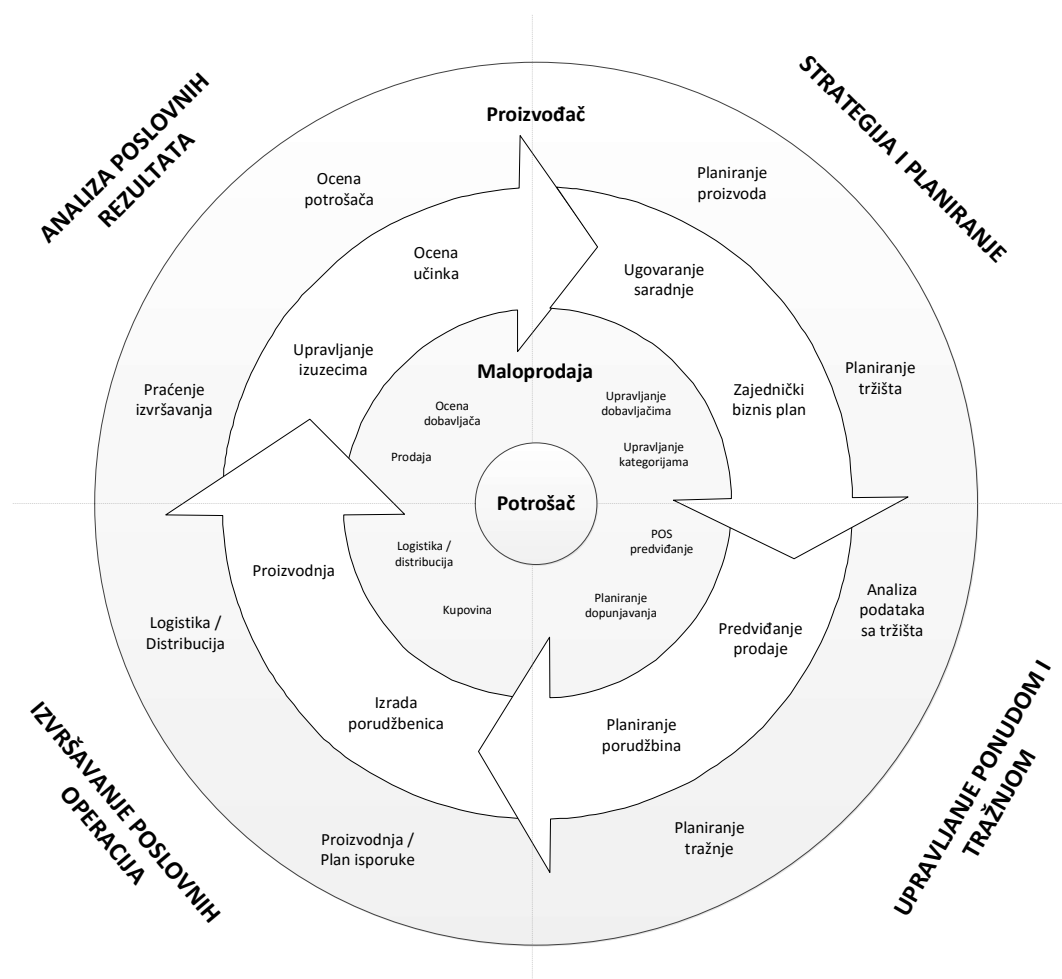 ANALIZA POSLOVNIH
REZULTATA
STRATEGIJA I PLANIRANJE
Proizvođač
Ocena
potrošača
Planiranje
proizvoda
Ocena
učinka
Ugovaranje
saradnje
Upravljanje
izuzecima
Praćenje
izvršavanja
Maloprodaja
Zajednički
biznis plan
Planiranje
tržišta
Ocena
dobavljača
Upravljanje
dobavljačima
Prodaja
Upravljanje
kategorijama
Potrošač
Logistika /
distribucija
POS
predviđanje
Kupovina
Planiranje
dopunjavanja
Proizvodnja
Logistika /
Distribucija
Analiza
podataka
sa tržišta
Predviđanje
prodaje
Izrada
porudžbenica
Planiranje
porudžbina
Proizvodnja /
Plan isporuke
Planiranje
tražnje
IZVRŠAVANJE POSLOVNIH
OPERACIJA
UPRAVLJANJE PONUDOM I
TRAŽNJOM